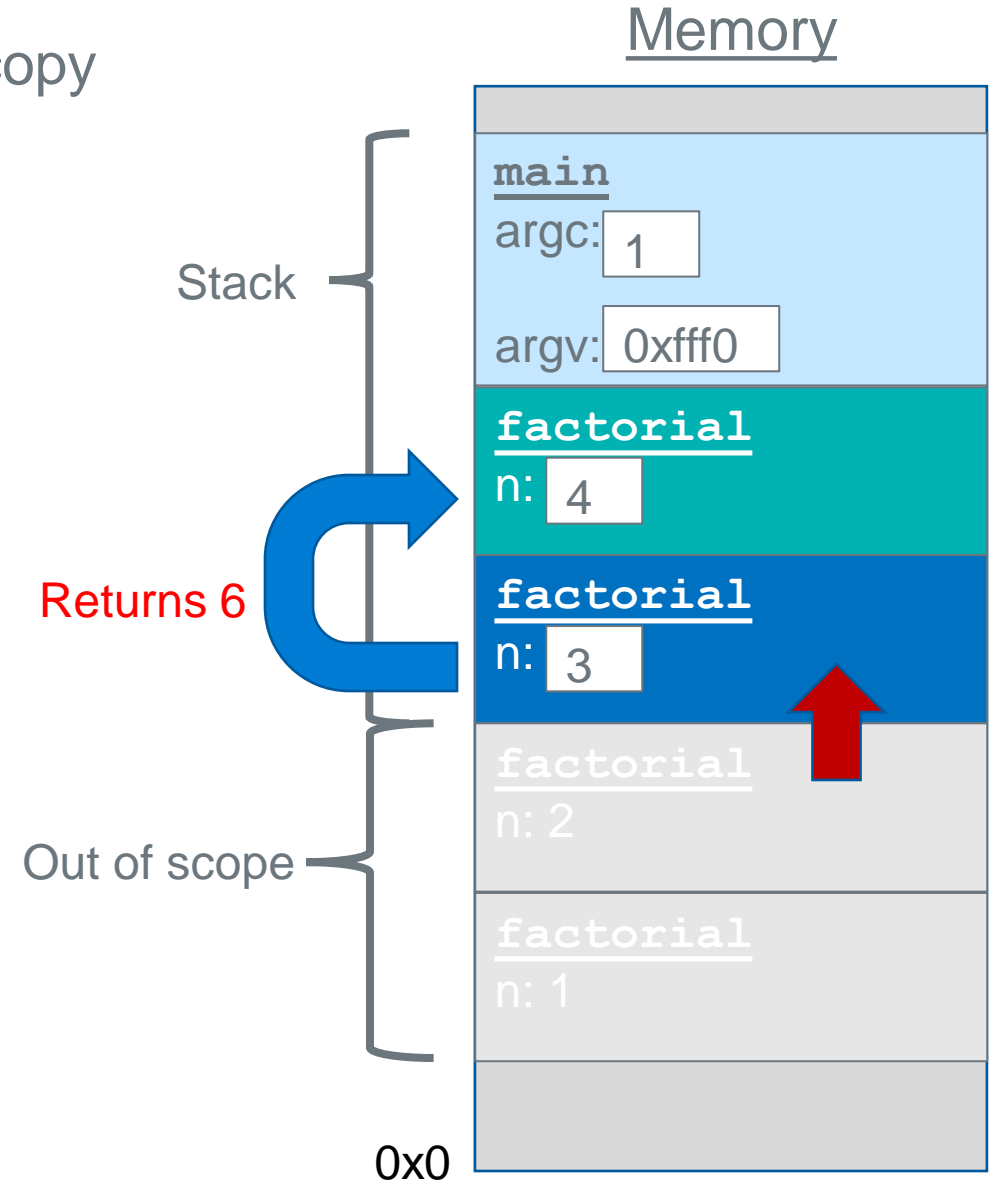 Memory
copy
main
argc: 1
Stack
argv: 0xfff0
factorial
n: 4
Returns 6
factorial
n: 3
factorial
n: 2
Out of scope
factorial
n: 1
0x0